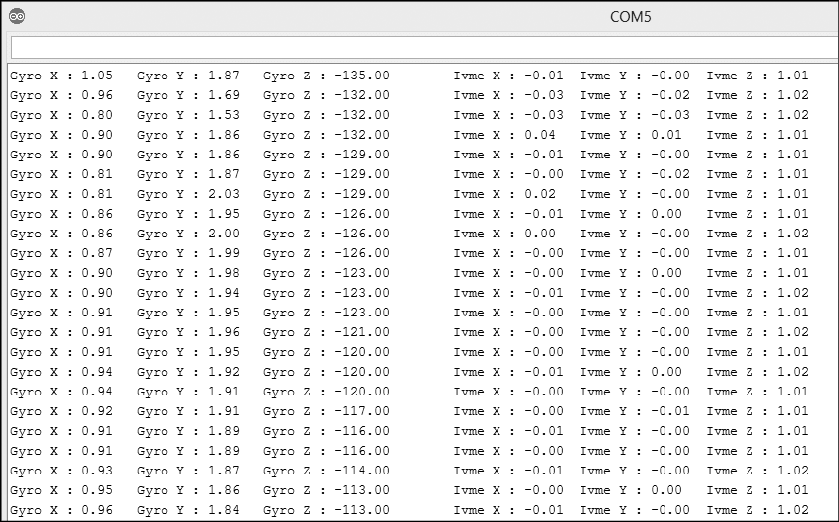 COM5
Gyro X : 1.05 Gyro Y : 1.87 Gyro Z : -135.00 Ivme X : -0.01 Ivme Y : -0.00 Ivme Z : 1.01
Gyro X : 0.96 Gyro Y : 1.69 Gyro Z : -132.00 Ivme X : -0.03 Ivme Y : -0.02 Ivme Z : 1.02
Gyro X : 0.80 Gyro Y : 1.53 Gyro Z : -132.00 Ivme X : -0.03 Ivme Y : -0.03 Ivme Z : 1.02
Gyro X : 0.90 Gyro Y : 1.86 Gyro Z : -132.00 Ivme X : 0.04 Ivme Y : 0.01 Ivme Z : 1.01
Gyro X : 0.90 Gyro Y : 1.86 Gyro Z : -129.00 Ivme X : -0.01 Ivme Y : -0.00 Ivme Z : 1.01
Gyro X : 0.81 Gyro Y : 1.87 Gyro Z : -129.00 Ivme X : -0.00 Ivme Y : -0.02 Ivme Z : 1.01
Gyro X : 0.81 Gyro Y : 2.03 Gyro Z : -129.00 Ivme X : 0.02 Ivme Y : -0.00 Ivme Z : 1.01
Gyro X : 0.86 Gyro Y : 1.95 Gyro Z : -126.00 Ivme X : -0.01 Ivme Y : 0.00 Ivme Z : 1.01
Gyro X : 0.86 Gyro Y : 2.00 Gyro Z : -126.00 Ivme X : 0.00 Ivme Y : -0.00 Ivme Z : 1.02
Gyro X : 0.87 Gyro Y : 1.99 Gyro Z : -126.00 Ivme X : -0.00 Ivme Y : -0.00 Ivme Z : 1.01
Gyro X : 0.90 Gyro Y : 1.98 Gyro Z : -123.00 Ivme X : -0.00 Ivme Y : 0.00 Ivme Z : 1.01
Gyro X : 0.90 Gyro Y : 1.94 Gyro Z : -123.00 Ivme X : -0.01 Ivme Y : -0.00 Ivme Z : 1.02
Gyro X : 0.91 Gyro Y : 1.95 Gyro Z : -123.00 Ivme X : -0.00 Ivme Y : -0.00 Ivme Z : 1.01
Gyro X : 0.91 Gyro Y : 1.96 Gyro Z : -121.00 Ivme X : -0.00 Ivme Y : -0.00 Ivme Z : 1.02
Gyro X : 0.91 Gyro Y : 1.95 Gyro Z : -120.00 Ivme X : -0.00 Ivme Y : -0.00 Ivme Z : 1.01
Gyro X : 0.94 Gyro Y : 1.92 Gyro Z : -120.00 Ivme X : -0.01 Ivme Y : 0.00 Ivme Z : 1.02
Gyro X : 0.94 Gyro Y : 1.91 Gyro Z : -120.00 Ivme X : -0.00 Ivme Y : -0.00 Ivme Z : 1.01
Gyro X : 0.92 Gyro Y : 1.91 Gyro Z : -117.00 Ivme X : -0.00 Ivme Y : -0.01 Ivme Z : 1.01
Gyro X : 0.91 Gyro Y : 1.89 Gyro Z : -116.00 Ivme X : -0.01 Ivme Y : -0.00 Ivme Z : 1.01
Gyro X : 0.91 Gyro Y : 1.89 Gyro Z : -116.00 Ivme X : -0.00 Ivme Y : -0.00 Ivme Z : 1.01
Gyro X : 0.93 Gyro Y : 1.87 Gyro Z : -114.00 Ivme X : -0.01 Ivme Y : -0.00 Ivme Z : 1.02
Gyro X : 0.95 Gyro Y : 1.86 Gyro Z : -113.00 Ivme X : -0.00 Ivme Y : 0.00 Ivme Z : 1.01
Gyro X : 0.96 Gyro Y : 1.84 Gyro Z : -113.00 Ivme X : -0.01 Ivme Y : -0.00 Ivme Z : 1.02